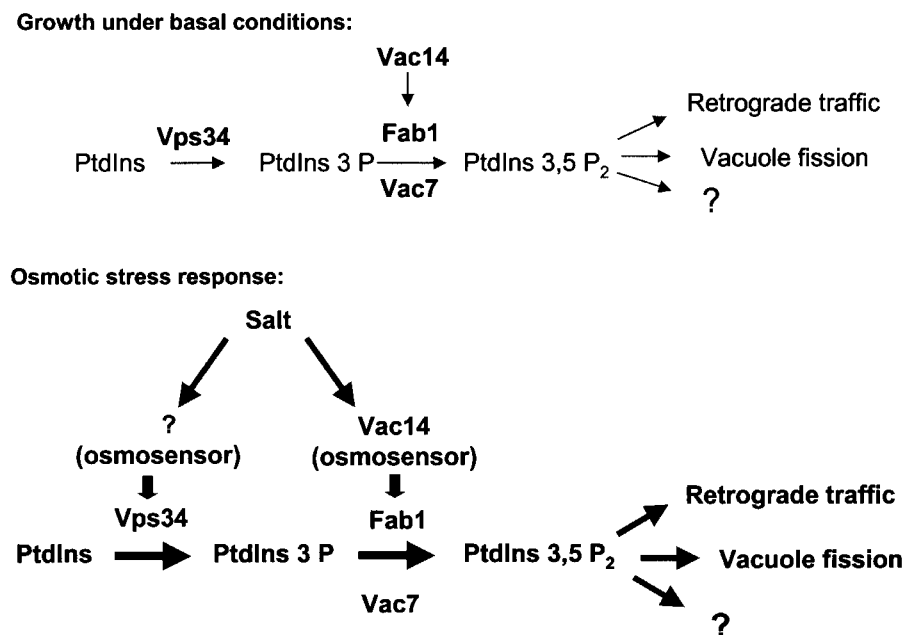 Growth under basal conditions:
Vac14
Retrograde traffic
Vps34 Fab1
PtdIns PtdIns 3 P PtdIns 3,5 P2 Vacuole fission
Vac7
?
Osmotic stress response:
Salt
? Vac14
(osmosensor) (osmosensor)
Retrograde traffic
Vps34 Fab1
PtdIns PtdIns 3 P PtdIns 3,5 P2 Vacuole fission
Vac7
?